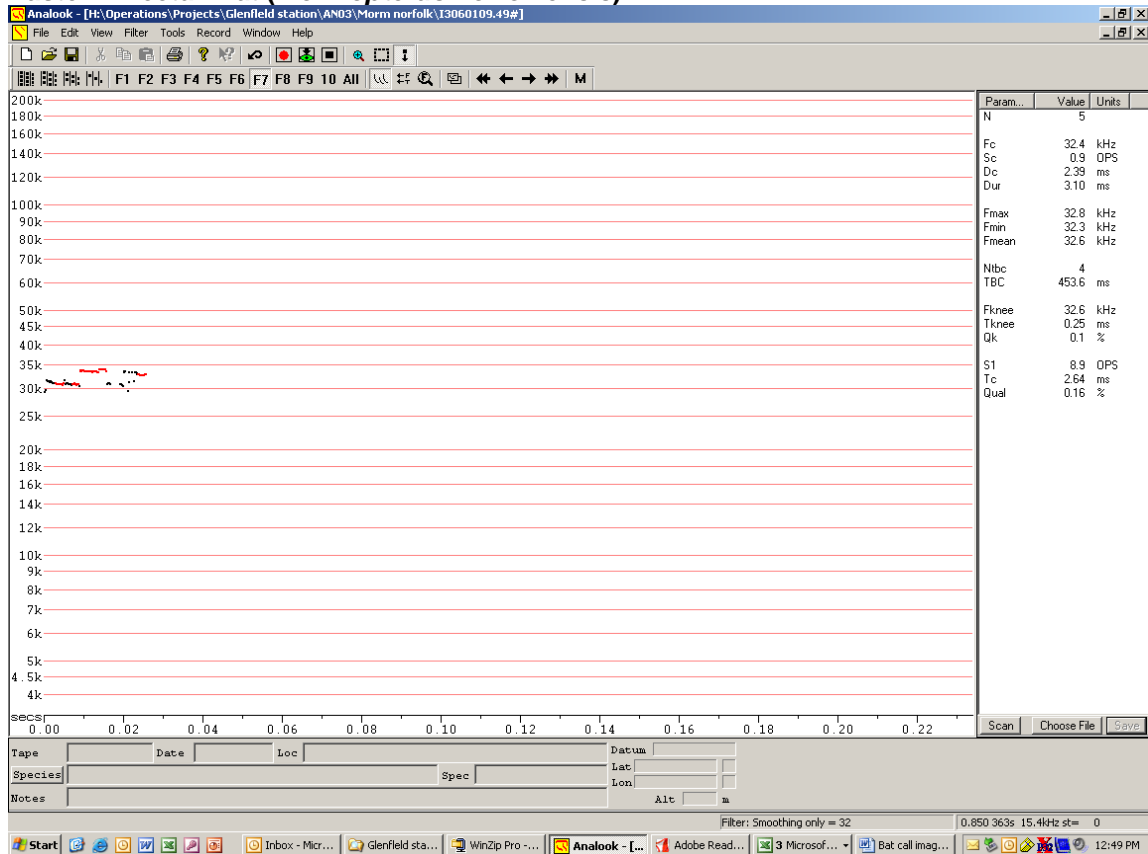 Analook - [H:\Operations\Projects\Glenfield station\AN03\Morm norfolk\I3060109.49#]
File Edit View Filter Tools Record Window Help
F1 F2 F3 F4 F5 F6 F7 F8 F9 10 All M
200k
180k
160k
140k
120k
100k
90k
80k
70k
60k
50k
45k
40k
35k
30k
25k
20k
18k
16k
14k
12k
10k
9k
8k
7k
6k
5k
4.5k
4k
secs
0.00 0.02 0.04 0.06 0.08 0.10 0.12 0.14 0.16 0.18 0.20 0.22
Param... Value Units
N 5
Fc 32.4 kHz
Sc 0.9 OPS
Dc 2.39 ms
Dur 3.10 ms
Fmax 32.8 kHz
Fmin 32.3 kHz
Fmean 32.6 kHz
Ntbc 4
TBC 453.6 ms
Fknee 32.6 kHz
Tknee 0.25 ms
Qk 0.1 %
S1 8.9 OPS
Tc 2.64 ms
Qual 0.16 %
Scan Choose File Save
Tape Date Loc Datum
Lat
Species Spec
Lon
Notes Alt m
Filter: Smoothing only = 32 0.850 363s 15.4kHz st= 0
Start Inbox - Micr... Glenfield sta... WinZip Pro -... Analook - [... Adobe Read... 3 Microsof... Bat call imag... 12:49 PM